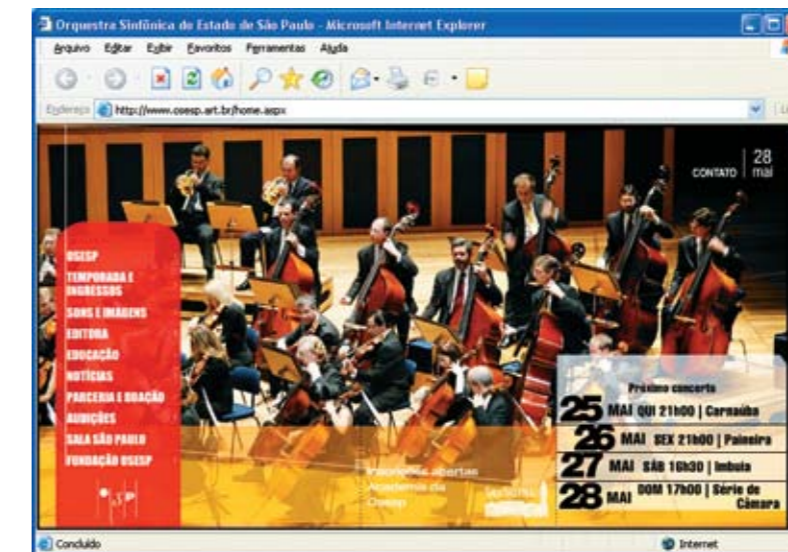 Orquestra Sinfônica do Estado de São Paulo - Microsoft Internet Explorer
Arquivo Editar Exibir Favoritos Ferramentas Ajuda
Endereço http://www.osesp.art.br/home.aspx
CONTATO 28 mai
OSESP
TEMPORADA E
INGRESSOS
SONS E IMAGENS
EDITORA
EDUCAÇÃO
NOTÍCIAS
PARCERIA E DOAÇÃO
AUDIÇÕES
SALA SÃO PAULO
FUNDAÇÃO OSESP
Inscrições abertas
Academia da
Osesp
Próximo concerto
25 MAI QUI 21h00 | Carnaúba
26 MAI SEX 21h00 | Paineira
27 MAI SÁB 16h30 | Imbuia
28 MAI DOM 17h00 | Série de
Câmara
Concluído Internet